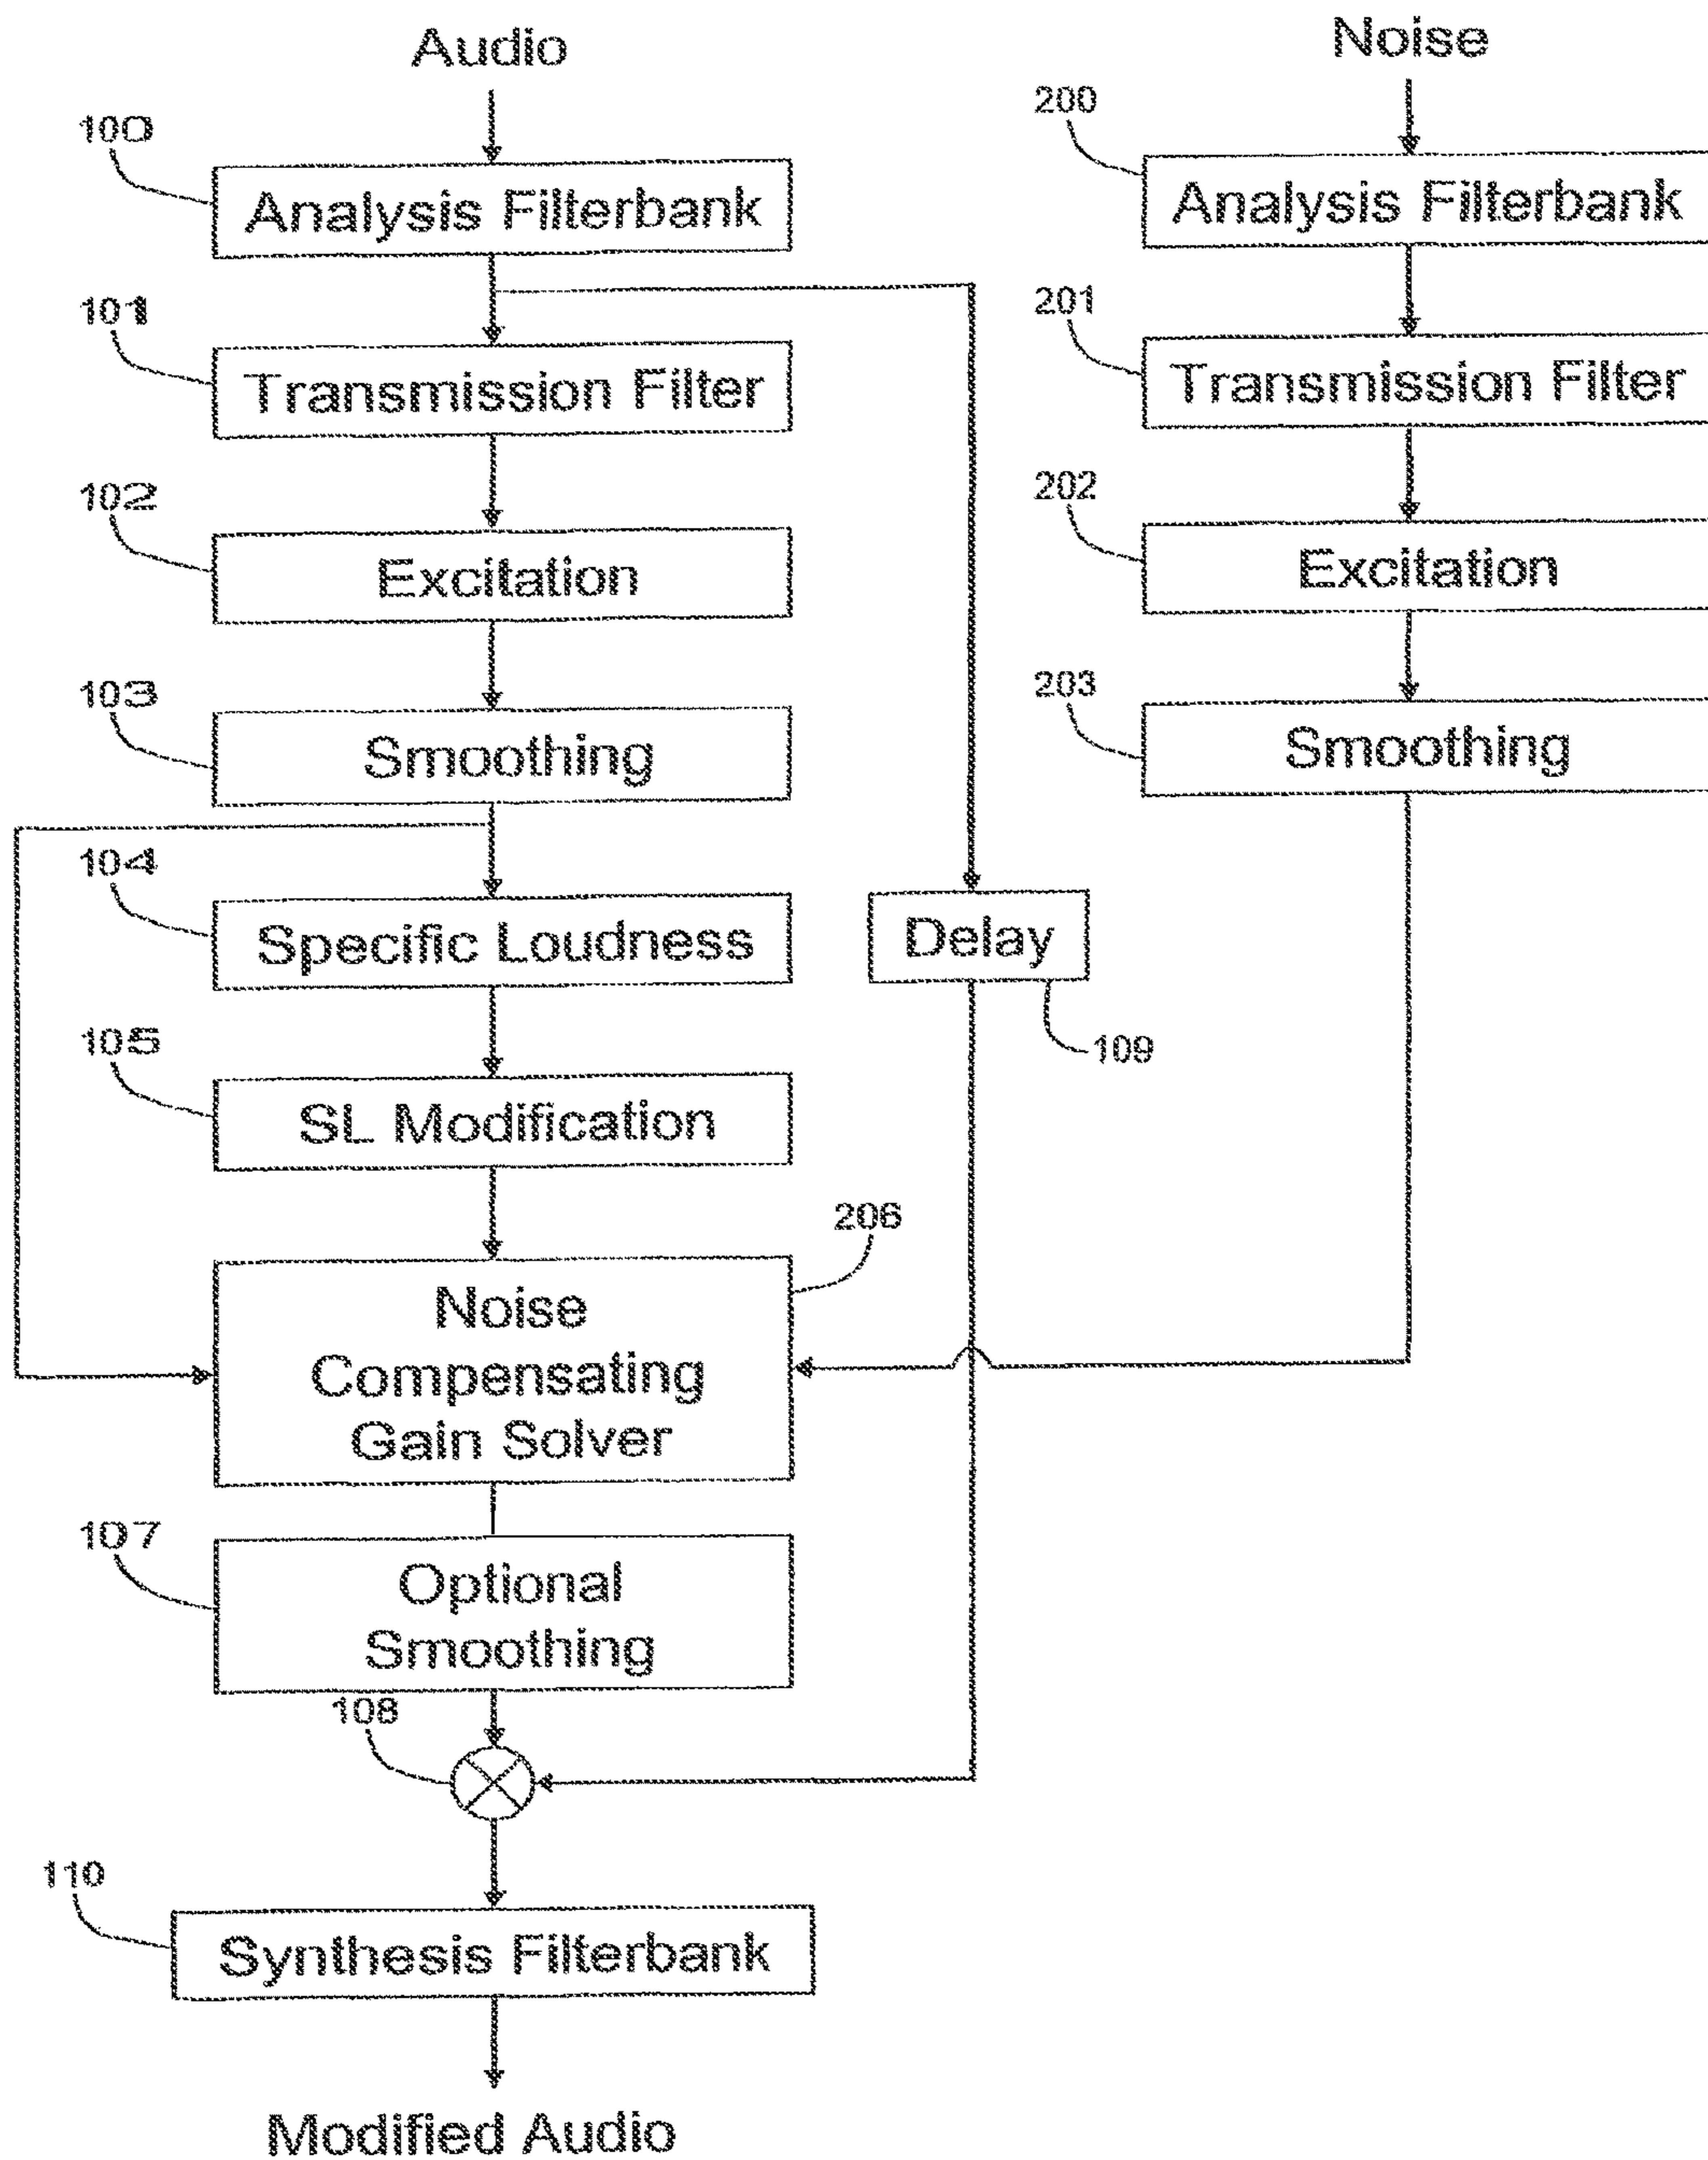 Audio
100
Analysis Filterbank
101
Transmission Filter
102
Excitation
103
Smoothing
104
Specific Loudness
105
SL Modification
206
Noise
Compensating
Gain Solver
107
Optional
Smoothing
108
110
Synthesis Filterbank
Modified Audio
Delay
109
Noise
200
Analysis Filterbank
201
Transmission Filter
202
Excitation
203
Smoothing